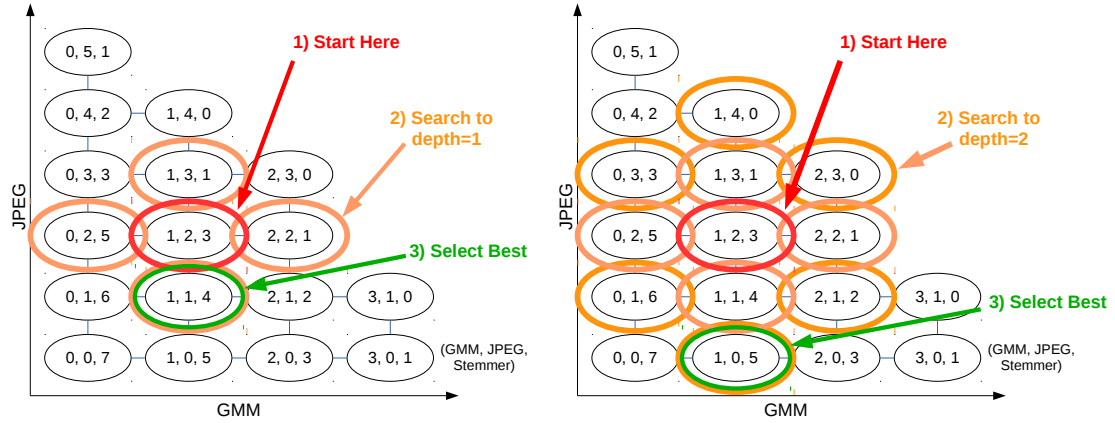 1) Start Here
0, 5, 1
2) Search to
depth=1
0, 4, 2
1, 4, 0
0, 3, 3
1, 3, 1
2, 3, 0
JPEG
0, 2, 5
1, 2, 3
2, 2, 1
3) Select Best
0, 1, 6
1, 1, 4
2, 1, 2
3, 1, 0
0, 0, 7
1, 0, 5
2, 0, 3
3, 0, 1
(GMM, JPEG,
Stemmer)
GMM
1) Start Here
0, 5, 1
2) Search to
depth=2
0, 4, 2
1, 4, 0
0, 3, 3
1, 3, 1
2, 3, 0
JPEG
0, 2, 5
1, 2, 3
2, 2, 1
0, 1, 6
1, 1, 4
2, 1, 2
3, 1, 0
3) Select Best
0, 0, 7
1, 0, 5
2, 0, 3
3, 0, 1
(GMM, JPEG,
Stemmer)
GMM